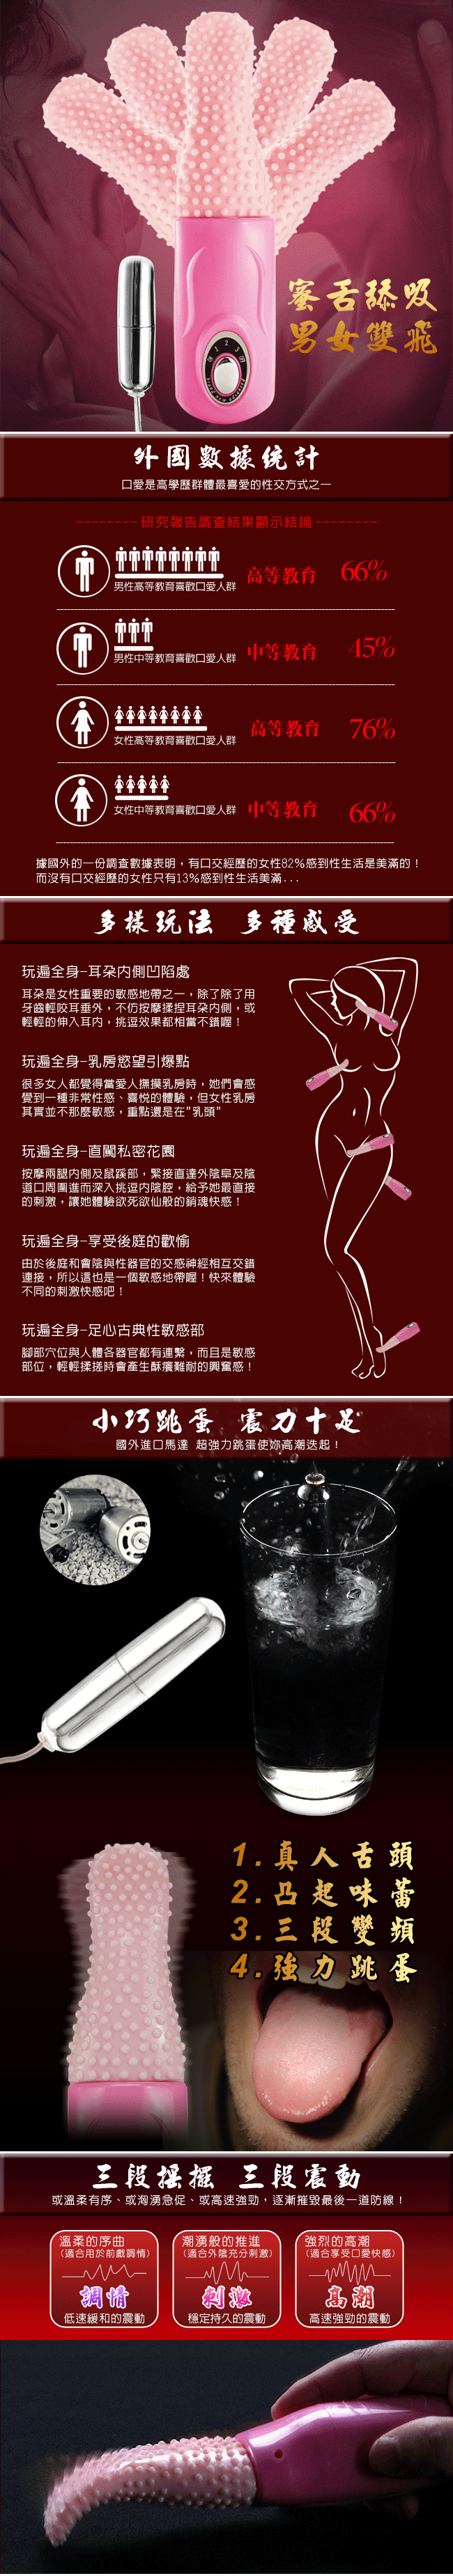 蜜舌舔吸
男女雙飛
1
2
3
外國數據统計
口愛是高學歷群體最喜愛的性交方式之一
研究報告調查結果顯示結論
男性高等教育喜歡口愛人群
高等教育 66%
男性中等教育喜歡口愛人群
中等教育 45%
女性高等教育喜歡口愛人群
高等教育 76%
女性中等教育喜歡口愛人群
中等教育 66%
據國外的一份調查數據表明，有口交經歷的女性82%感到性生活是美滿的！
而沒有口交經歷的女性只有13%感到性生活美滿...
多樣玩法 多種感受
玩遍全身-耳朵內側凹陷處
耳朵是女性重要的敏感地帶之一，除了除了用
牙齒輕咬耳垂外，不仿按摩揉捏耳朵內側，或
輕輕的伸入耳內，挑逗效果都相當不錯喔！
玩遍全身-乳房慾望引爆點
很多女人都覺得當愛人撫摸乳房時，她們會感
覺到一種非常性感、喜悅的體驗，但女性乳房
其實並不那麼敏感，重點還是在"乳頭"
玩遍全身-直闖私密花園
按摩兩腿內側及鼠蹊部，緊接直達外陰阜及陰
道口周圍進而深入挑逗內陰腔，給予她最直接
的刺激，讓她體驗欲死欲仙般的銷魂快感！
玩遍全身-享受後庭的歡愉
由於後庭和會陰與性器官的交感神經相互交錯
連接，所以這也是一個敏感地帶喔！快來體驗
不同的刺激快感吧！
玩遍全身-足心古典性敏感部
腳部穴位與人體各器官都有連繫，而且是敏感
部位，輕輕揉搓時會產生酥癢難耐的興奮感！
小巧跳蛋 震力十足
國外進口馬達 超強力跳蛋使妳高潮迭起！
1.真人舌頭
2.凸起味蕾
3.三段變頻
4.強力跳蛋
三段搖擺 三段震動
或溫柔有序、或洶湧急促、或高速強勁，逐漸摧毀最後一道防線！
溫柔的序曲
（適合用於前戲調情）
調情
低速緩和的震動
潮湧般的推進
（適合外陰充分刺激）
刺激
穩定持久的震動
強烈的高潮
（適合享受口愛快感）
高潮
高速強勁的震動